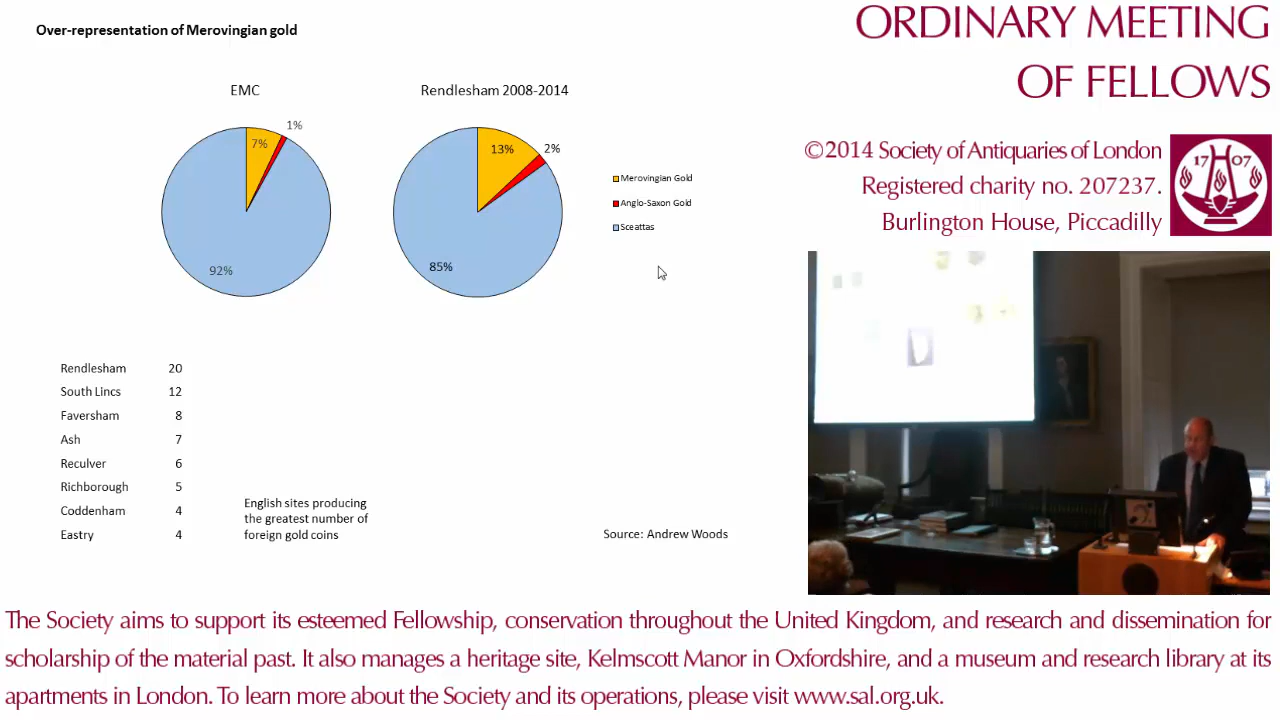 Over-representation of Merovingian gold
EMC
1%
7%
92%
Rendlesham 2008-2014
13%
2%
85%
Merovingian Gold
Anglo-Saxon Gold
Sceattas
Rendlesham 20
South Lincs 12
Faversham 8
Ash 7
Reculver 6
Richborough 5
Coddenham 4
Eastry 4
English sites producing
the greatest number of
foreign gold coins
Source: Andrew Woods
ORDINARY MEETING
OF FELLOWS
©2014 Society of Antiquaries of London
Registered charity no. 207237.
Burlington House, Piccadilly
17 07
The Society aims to support its esteemed Fellowship, conservation throughout the United Kingdom, and research and dissemination for
scholarship of the material past. It also manages a heritage site, Kelmscott Manor in Oxfordshire, and a museum and research library at its
apartments in London. To learn more about the Society and its operations, please visit www.sal.org.uk.